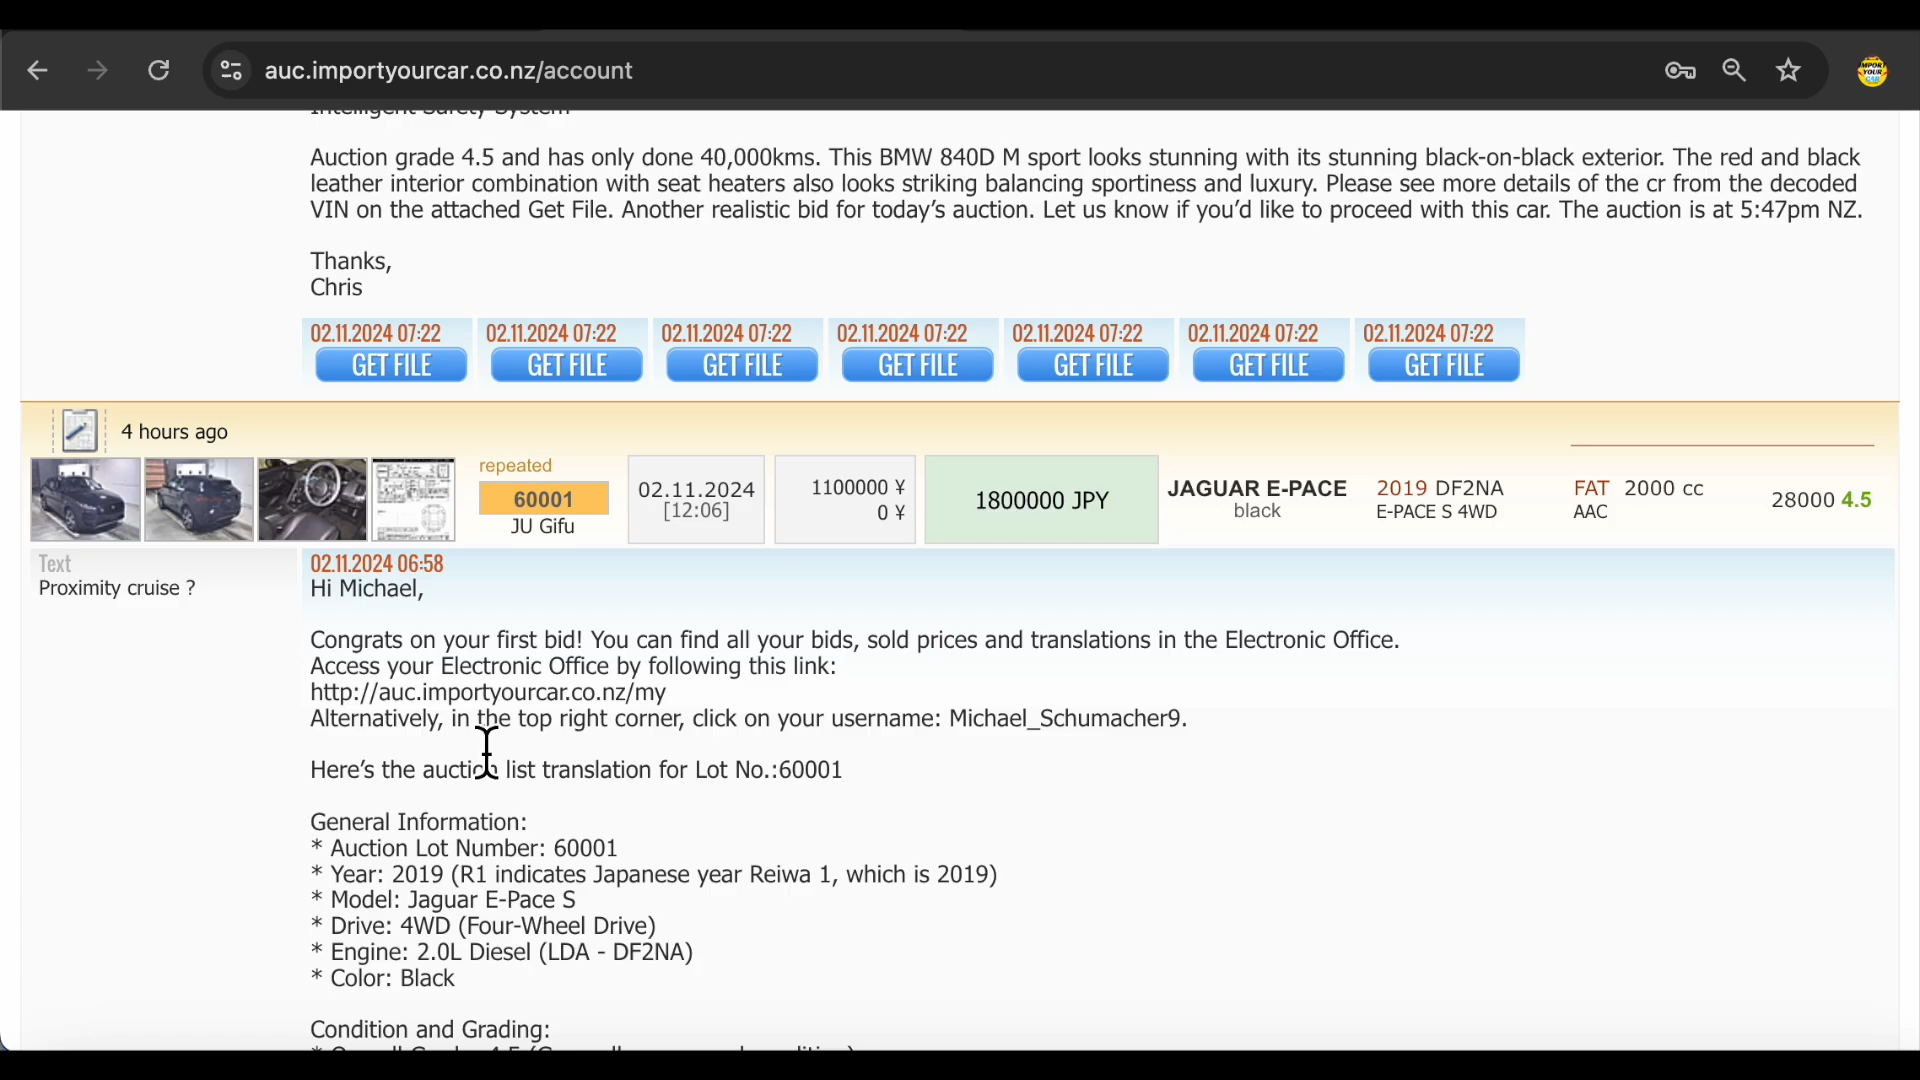 auc.importyourcar.co.nz/account
Intelligent Safety System
Auction grade 4.5 and has only done 40,000kms. This BMW 840D M sport looks stunning with its stunning black-on-black exterior. The red and black
leather interior combination with seat heaters also looks striking balancing sportiness and luxury. Please see more details of the cr from the decoded
VIN on the attached Get File. Another realistic bid for today’s auction. Let us know if you’d like to proceed with this car. The auction is at 5:47pm NZ.
Thanks,
Chris
02.11.2024 07:22 02.11.2024 07:22 02.11.2024 07:22 02.11.2024 07:22 02.11.2024 07:22 02.11.2024 07:22 02.11.2024 07:22
GET FILE GET FILE GET FILE GET FILE GET FILE GET FILE GET FILE
4 hours ago
repeated
60001
JU Gifu
02.11.2024
[12:06]
1100000 ¥
0 ¥
1800000 JPY
JAGUAR E-PACE
black
2019 DF2NA
E-PACE S 4WD
FAT 2000 cc
AAC
28000 4.5
Text
Proximity cruise ?
02.11.2024 06:58
Hi Michael,
Congrats on your first bid! You can find all your bids, sold prices and translations in the Electronic Office.
Access your Electronic Office by following this link:
http://auc.importyourcar.co.nz/my
Alternatively, in the top right corner, click on your username: Michael_Schumacher9.
Here’s the auction list translation for Lot No.:60001
General Information:
* Auction Lot Number: 60001
* Year: 2019 (R1 indicates Japanese year Reiwa 1, which is 2019)
* Model: Jaguar E-Pace S
* Drive: 4WD (Four-Wheel Drive)
* Engine: 2.0L Diesel (LDA - DF2NA)
* Color: Black
Condition and Grading: